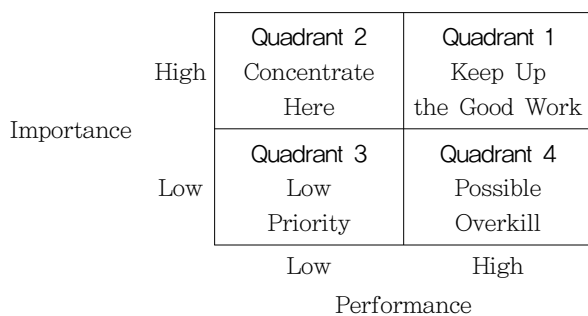 Quadrant 2
Quadrant 1
High
Concentrate
Keep Up
Here
the Good Work
Importance
Quadrant 3
Quadrant 4
Low
Low
Possible
Priority
Overkill
Low
High
Performance